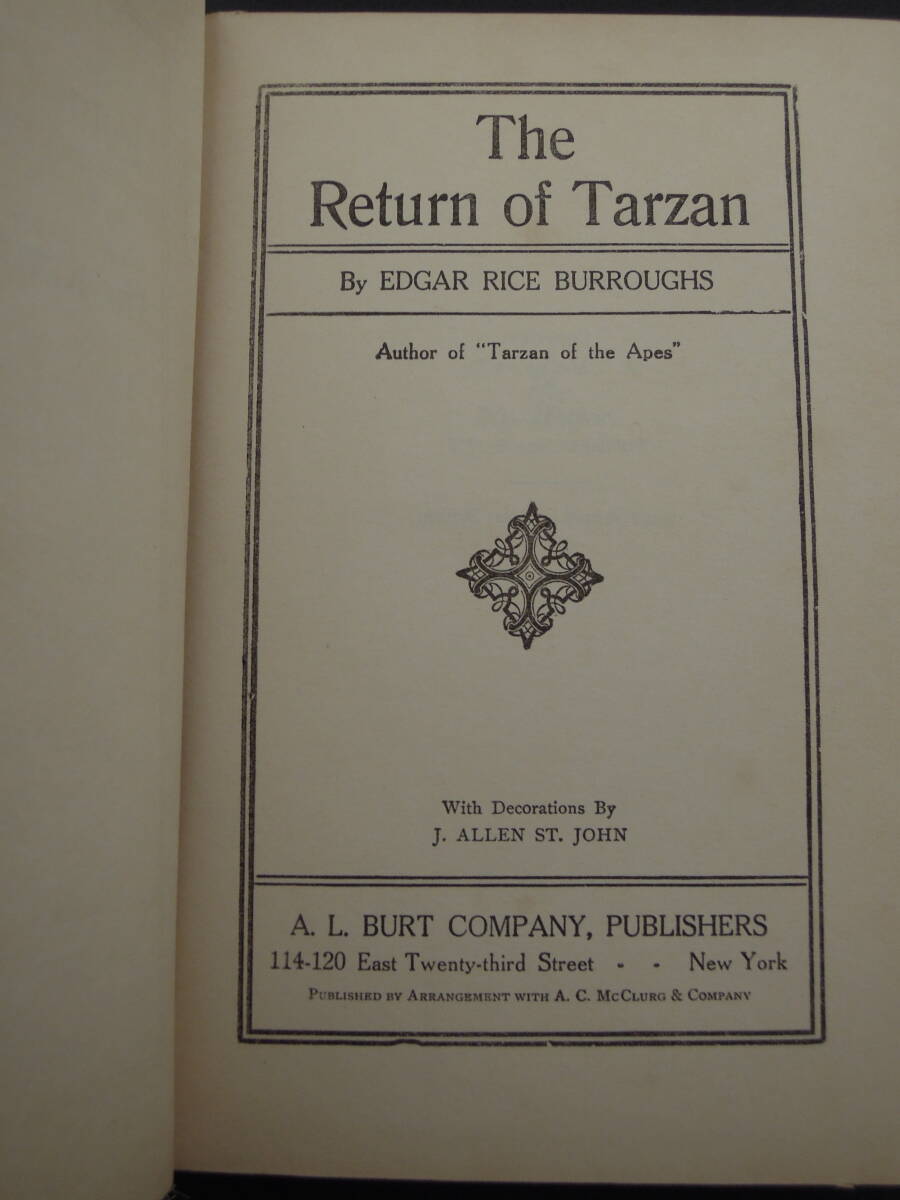 The
Return of Tarzan
By EDGAR RICE BURROUGHS
Author of "Tarzan of the Apes"
With Decorations By
J. ALLEN ST. JOHN
A. L. BURT COMPANY, PUBLISHERS
114-120 East Twenty-third Street - - New York
PUBLISHED BY ARRANGEMENT WITH A. C. MCCLURG & COMPANY